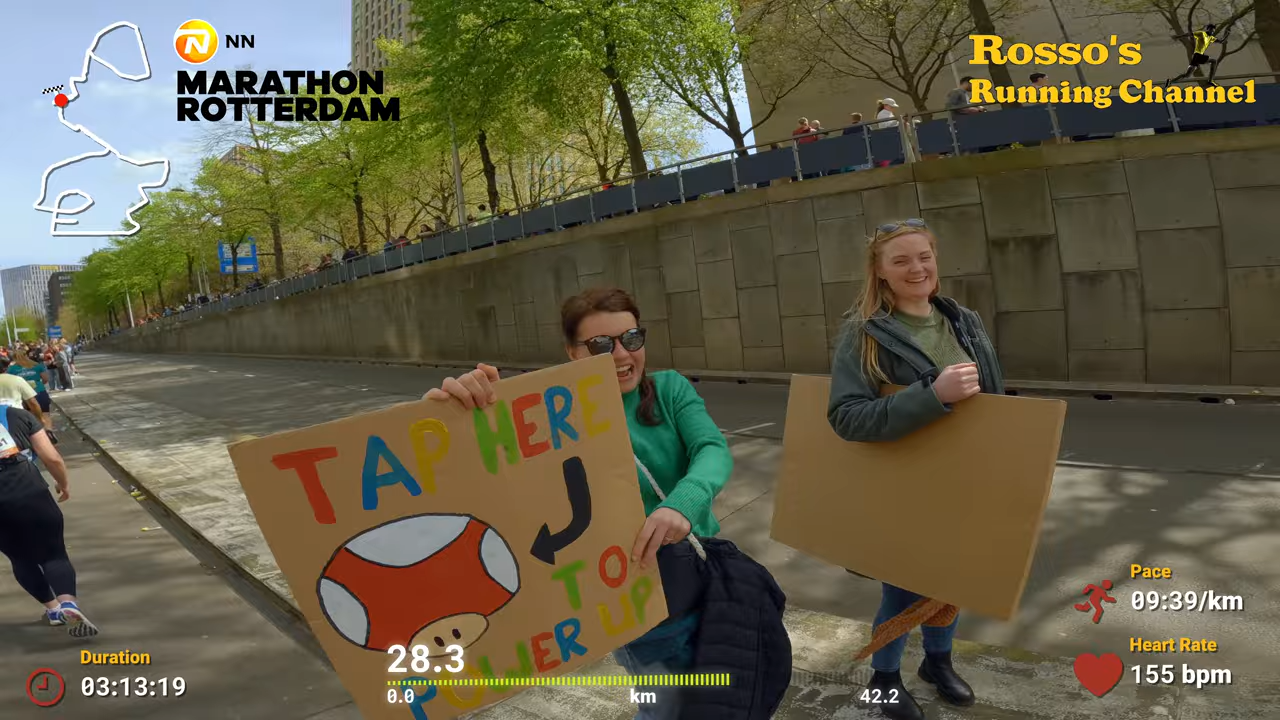 NN
MARATHON
ROTTERDAM
Rosso's
Running Channel
TAP HERE
TO
POWER UP
Pace
09:39/km
Heart Rate
155 bpm
Duration
03:13:19
28.3
0.0
km
42.2